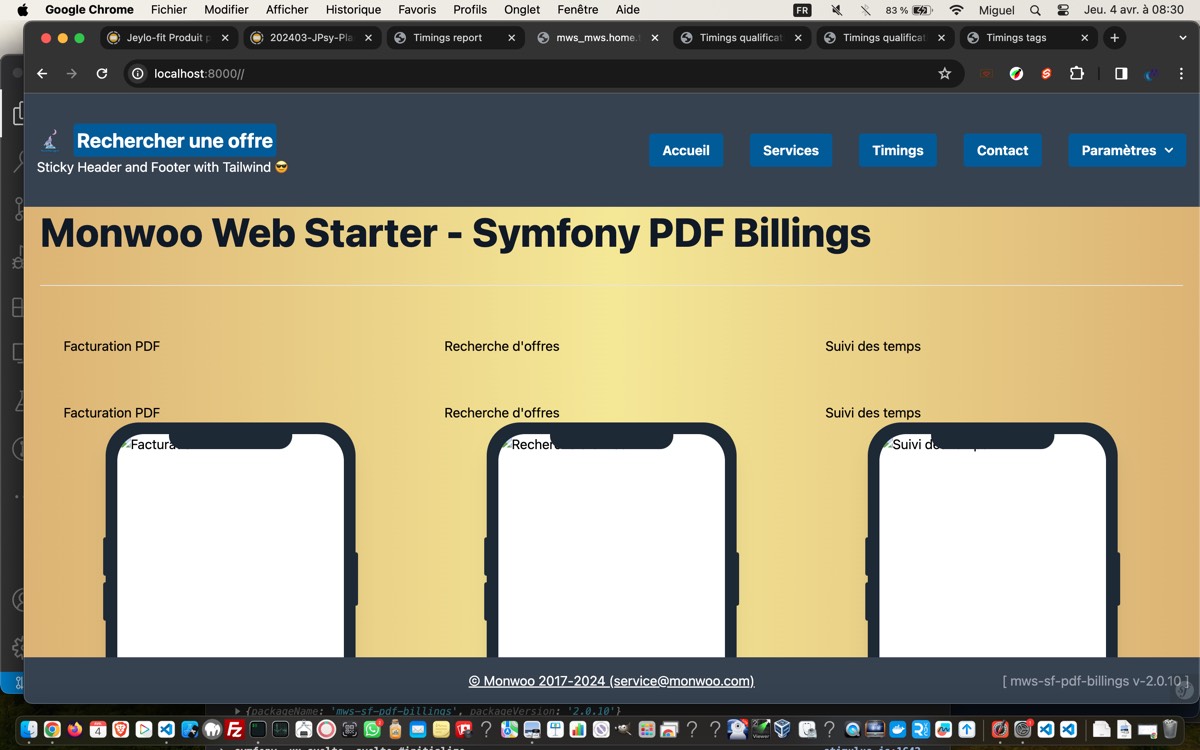 Google Chrome Fichier Modifier Afficher Historique Favoris Profils Onglet Fenêtre Aide FR 83 % Miguel Jeu. 4 avr. à 08:30
Jeylo-fit Produit 202403-JPsy-Pla Timings report mws_mws.home. Timings qualificat Timings qualificat Timings tags
localhost:8000//
Rechercher une offre
Sticky Header and Footer with Tailwind 😎
Accueil Services Timings Contact Paramètres
Monwoo Web Starter - Symfony PDF Billings
Facturation PDF Recherche d'offres Suivi des temps
Facturation PDF Recherche d'offres Suivi des temps
Factura Recher Suivi de
© Monwoo 2017-2024 (service@monwoo.com)
[ mws-sf-pdf-billings v-2.0.10 ]
{packageName: 'mws-sf-pdf-billings', packageVersion: '2.0.10'}